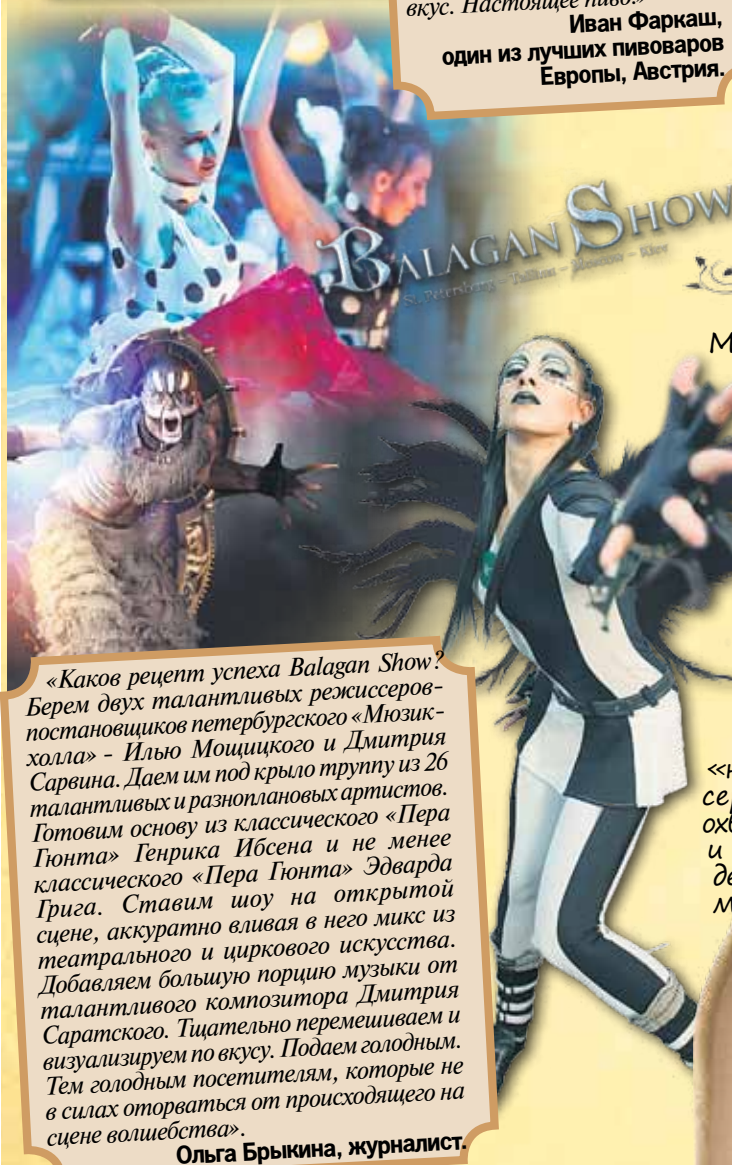 вкус. Настоящее пиво!»
Иван Фаркаш,
один из лучших пивоваров
Европы, Австрия.
BALAGAN SHOW
St. Petersburg – Tallinn – Moscow – Kiev
М
«Каков рецепт успеха Balagan Show?
Берем двух талантливых режиссеров-
постановщиков петербургского «Мюзик-
холла» - Илью Мощицкого и Дмитрия
Сарвина. Даем им под крыло труппу из 26
талантливых и разноплановых артистов.
Готовим основу из классического «Пера
Гюнта» Генрика Ибсена и не менее
классического «Пера Гюнта» Эдварда
Грига. Ставим шоу на открытой
сцене, аккуратно вливая в него микс из
театрального и циркового искусства.
Добавляем большую порцию музыки от
талантливого композитора Дмитрия
Саратского. Тщательно перемешиваем и
визуализируем по вкусу. Подаем голодным.
Тем голодным посетителям, которые не
в силах оторваться от происходящего на
сцене волшебства».
Ольга Брыкина, журналист.